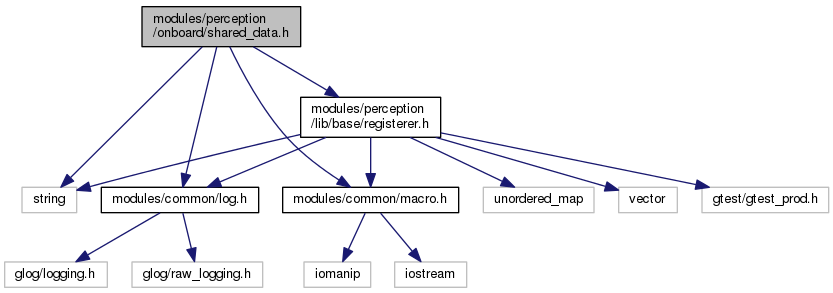 modules/perception
/onboard/shared_data.h
modules/perception
/lib/base/registerer.h
string
modules/common/log.h
modules/common/macro.h
unordered_map
vector
gtest/gtest_prod.h
glog/logging.h
glog/raw_logging.h
iomanip
iostream